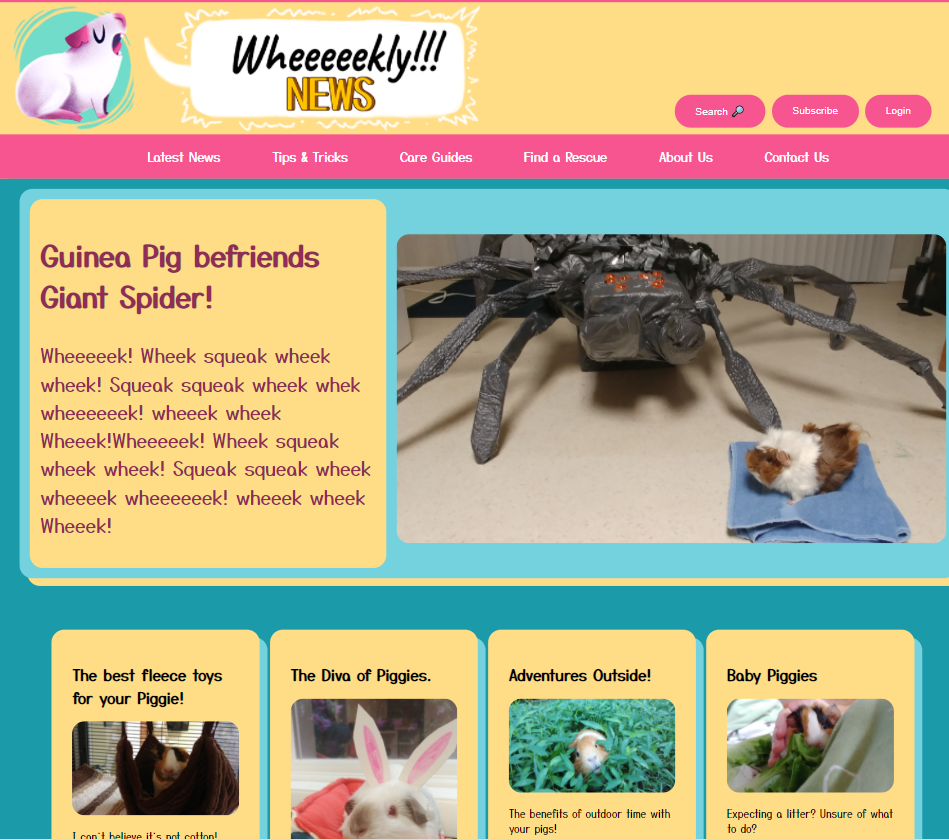 Wheeeeekly!!!
NEWS
Search 🔎
Subscribe
Login
Latest News
Tips & Tricks
Care Guides
Find a Rescue
About Us
Contact Us
Guinea Pig befriends
Giant Spider!
Wheeeeek! Wheek squeak wheek
wheek! Squeak squeak wheek whek
wheeeeeek! wheeek wheek
Wheeek!Wheeeeek! Wheek squeak
wheek wheek! Squeak squeak wheek
wheeeek wheeeeeek! wheeek wheek
Wheeek!
The best fleece toys
for your Piggie!
I can't believe it's not cotton!
The Diva of Piggies.
Adventures Outside!
The benefits of outdoor time with
your pigs!
Baby Piggies
Expecting a litter? Unsure of what
to do?